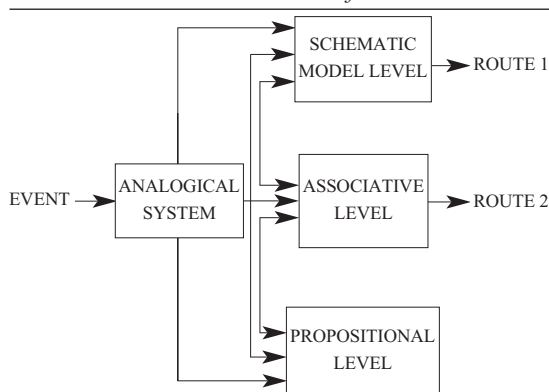 SCHEMATIC
MODEL LEVEL
ROUTE 1
EVENT
ANALOGICAL
SYSTEM
ASSOCIATIVE
LEVEL
ROUTE 2
PROPOSITIONAL
LEVEL